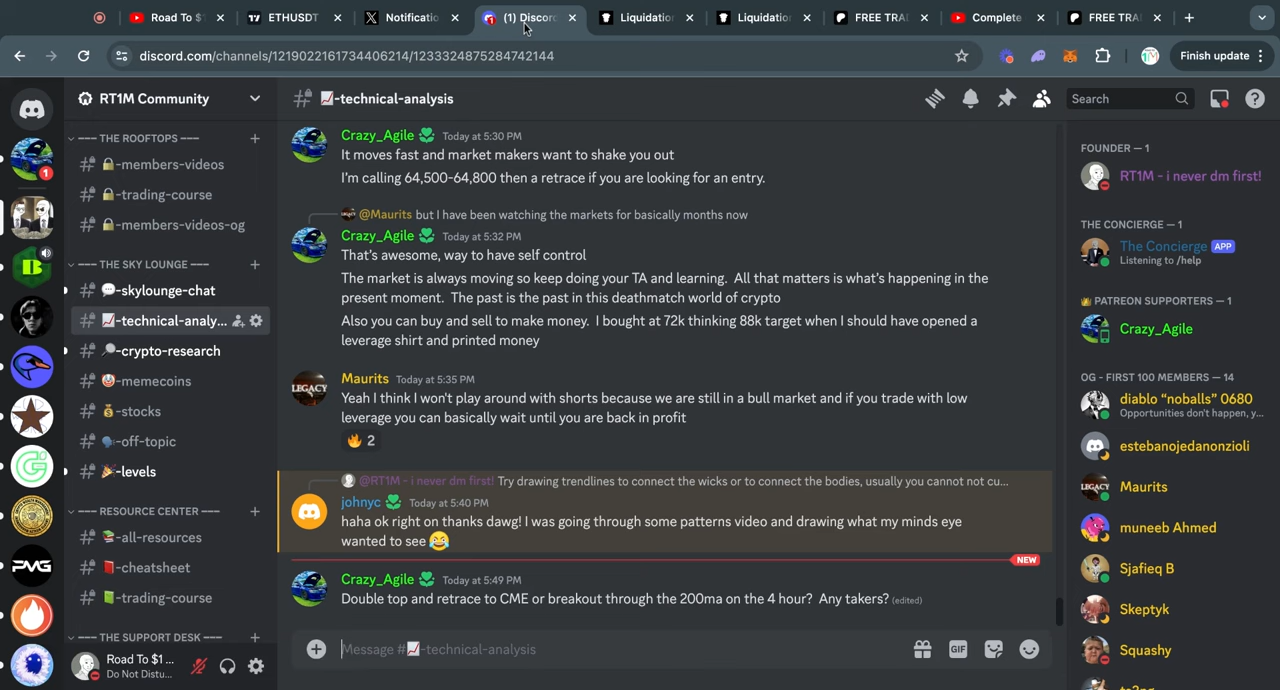 Road To $1
ETHUSDT
Notificatio
(1) Discor
Liquidation
Liquidation
FREE TRA
Complete
FREE TRA
discord.com/channels/1219022161734406214/1233324875284742144
Finish update
RT1M Community
📈-technical-analysis
Search
--- THE ROOFTOPS ---
🔒-members-videos
🔒-trading-course
🔒-members-videos-og
--- THE SKY LOUNGE ---
💬-skylounge-chat
📈-technical-analy...
🔎-crypto-research
🤡-memecoins
💰-stocks
🗣️-off-topic
🎉-levels
--- RESOURCE CENTER ---
📚-all-resources
📕-cheatsheet
📗-trading-course
--- THE SUPPORT DESK ---
Road To $1 ...
Do Not Distu...
1
PMG
Crazy_Agile Today at 5:30 PM
It moves fast and market makers want to shake you out
I'm calling 64,500-64,800 then a retrace if you are looking for an entry.
@Maurits but I have been watching the markets for basically months now
Crazy_Agile Today at 5:32 PM
That's awesome, way to have self control
The market is always moving so keep doing your TA and learning. All that matters is what's happening in the
present moment. The past is the past in this deathmatch world of crypto
Also you can buy and sell to make money. I bought at 72k thinking 88k target when I should have opened a
leverage shirt and printed money
LEGACY
Maurits Today at 5:35 PM
Yeah I think I won't play around with shorts because we are still in a bull market and if you trade with low
leverage you can basically wait until you are back in profit
🔥 2
@RT1M - i never dm first! Try drawing trendlines to connect the wicks or to connect the bodies, usually you cannot not cu...
johnyc Today at 5:40 PM
haha ok right on thanks dawg! I was going through some patterns video and drawing what my minds eye
wanted to see 😂
NEW
Crazy_Agile Today at 5:49 PM
Double top and retrace to CME or breakout through the 200ma on the 4 hour? Any takers? (edited)
Message #📈-technical-analysis
GIF
FOUNDER — 1
RT1M - i never dm first!
THE CONCIERGE — 1
The Concierge APP
Listening to /help
👑 PATREON SUPPORTERS — 1
Crazy_Agile
OG - FIRST 100 MEMBERS — 14
diablo "noballs" 0680
Opportunities don't happen, y...
estebanojedanonzioli
LEGACY
Maurits
muneeb Ahmed
Sjafieq B
Skeptyk
Squashy